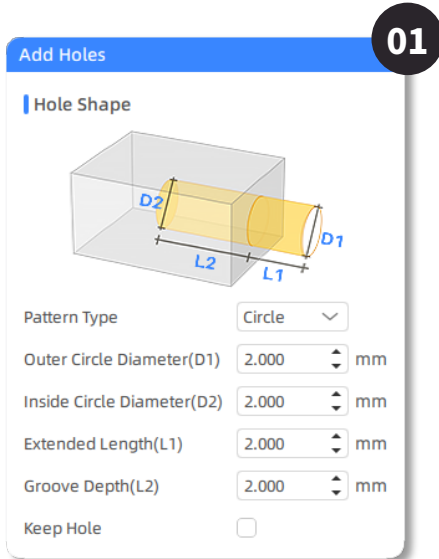 01
Add Holes
Hole Shape
D2
D1
L2
L1
Pattern Type Circle
Outer Circle Diameter(D1) 2.000 mm
Inside Circle Diameter(D2) 2.000 mm
Extended Length(L1) 2.000 mm
Groove Depth(L2) 2.000 mm
Keep Hole